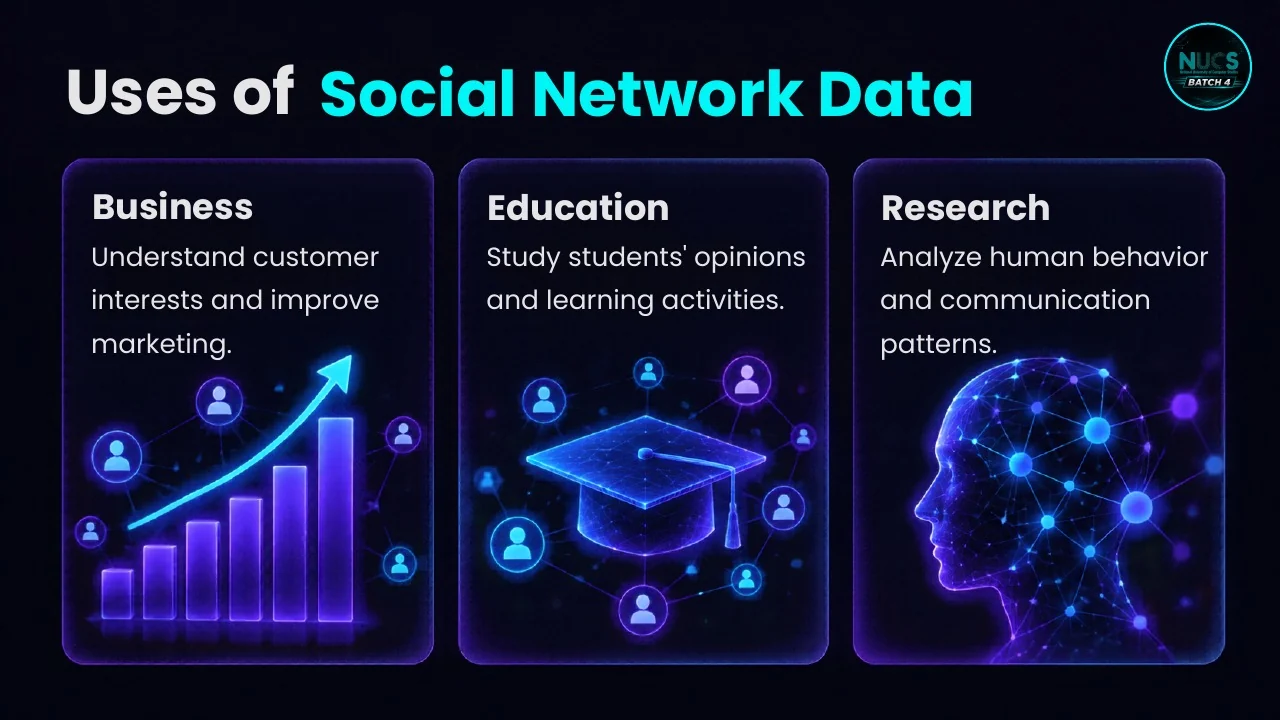 Uses of Social Network Data
NUCS
BATCH 4
Business
Understand customer
interests and improve
marketing.
Education
Study students' opinions
and learning activities.
Research
Analyze human behavior
and communication
patterns.